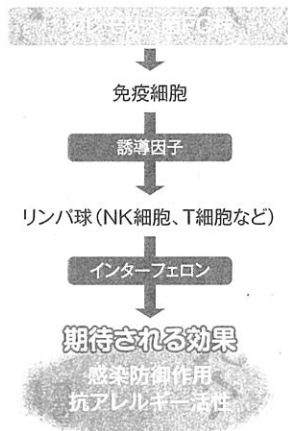 免疫細胞
誘導因子
リンパ球(NK細胞、T細胞など)
インターフェロン
期待される効果
感染防御作用
抗アレルギー活性